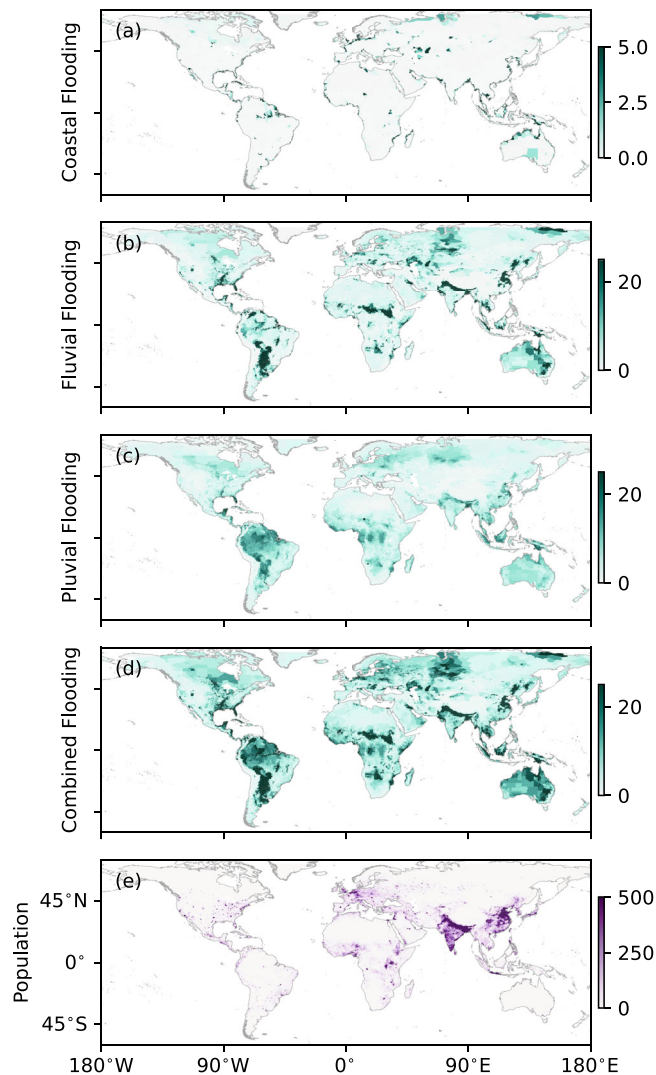 (a)
Coastal Flooding
5.0
2.5
0.0
(b)
Fluvial Flooding
20
0
(c)
Pluvial Flooding
20
0
(d)
Combined Flooding
20
0
(e)
Population
45°N
0°
45°S
500
250
0
180°W 90°W 0° 90°E 180°E